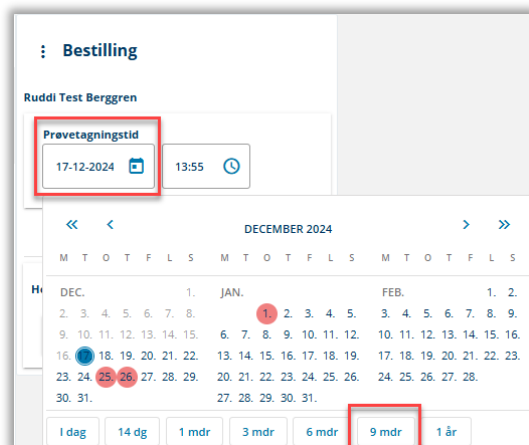 Bestilling
Ruddi Test Berggren
Prøvetagningstid
17-12-2024 13:55
DECEMBER 2024
M T O T F L S M T O T F L S M T O T F L S
DEC. 1. JAN. FEB. 1. 2.
2. 3. 4. 5. 6. 7. 8. 1. 2. 3. 4. 5. 3. 4. 5. 6. 7. 8. 9.
9. 10. 11. 12. 13. 14. 15. 6. 7. 8. 9. 10. 11. 12. 10. 11. 12. 13. 14. 15. 16.
16. 17 18. 19. 20. 21. 22. 13. 14. 15. 16. 17. 18. 19. 17. 18. 19. 20. 21. 22. 23.
23. 24. 25. 26. 27. 28. 29. 20. 21. 22. 23. 24. 25. 26. 24. 25. 26. 27. 28.
30. 31. 27. 28. 29. 30. 31.
I dag 14 dg 1 mdr 3 mdr 6 mdr 9 mdr 1 år